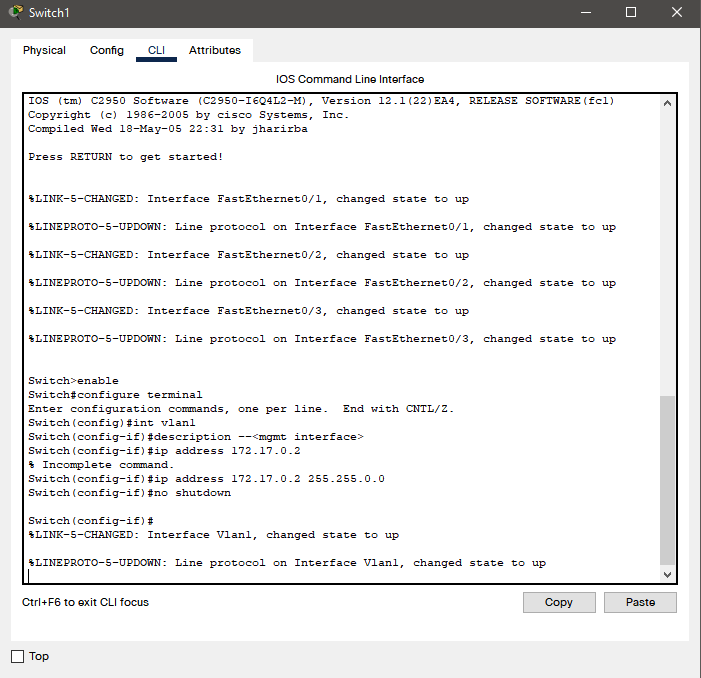 Switch1
Physical Config CLI Attributes
IOS Command Line Interface
IOS (tm) C2950 Software (C2950-I6Q4L2-M), Version 12.1(22)EA4, RELEASE SOFTWARE(fc1)
Copyright (c) 1986-2005 by cisco Systems, Inc.
Compiled Wed 18-May-05 22:31 by jharirba
Press RETURN to get started!
%LINK-5-CHANGED: Interface FastEthernet0/1, changed state to up
%LINEPROTO-5-UPDOWN: Line protocol on Interface FastEthernet0/1, changed state to up
%LINK-5-CHANGED: Interface FastEthernet0/2, changed state to up
%LINEPROTO-5-UPDOWN: Line protocol on Interface FastEthernet0/2, changed state to up
%LINK-5-CHANGED: Interface FastEthernet0/3, changed state to up
%LINEPROTO-5-UPDOWN: Line protocol on Interface FastEthernet0/3, changed state to up
Switch>enable
Switch#configure terminal
Enter configuration commands, one per line.  End with CNTL/Z.
Switch(config)#int vlan1
Switch(config-if)#description --<mgmt interface>
Switch(config-if)#ip address 172.17.0.2
% Incomplete command.
Switch(config-if)#ip address 172.17.0.2 255.255.0.0
Switch(config-if)#no shutdown
Switch(config-if)#
%LINK-5-CHANGED: Interface Vlan1, changed state to up
%LINEPROTO-5-UPDOWN: Line protocol on Interface Vlan1, changed state to up
Ctrl+F6 to exit CLI focus
Copy Paste
Top